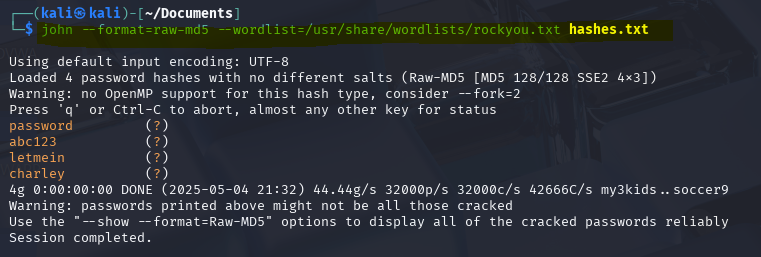 ┌──(kali㉿kali)-[~/Documents]
└─$ john --format=raw-md5 --wordlist=/usr/share/wordlists/rockyou.txt hashes.txt
Using default input encoding: UTF-8
Loaded 4 password hashes with no different salts (Raw-MD5 [MD5 128/128 SSE2 4x3])
Warning: no OpenMP support for this hash type, consider --fork=2
Press 'q' or Ctrl-C to abort, almost any other key for status
password         (?)
abc123           (?)
letmein          (?)
charley          (?)
4g 0:00:00:00 DONE (2025-05-04 21:32) 44.44g/s 32000p/s 32000c/s 42666C/s my3kids..soccer9
Warning: passwords printed above might not be all those cracked
Use the "--show --format=Raw-MD5" options to display all of the cracked passwords reliably
Session completed.